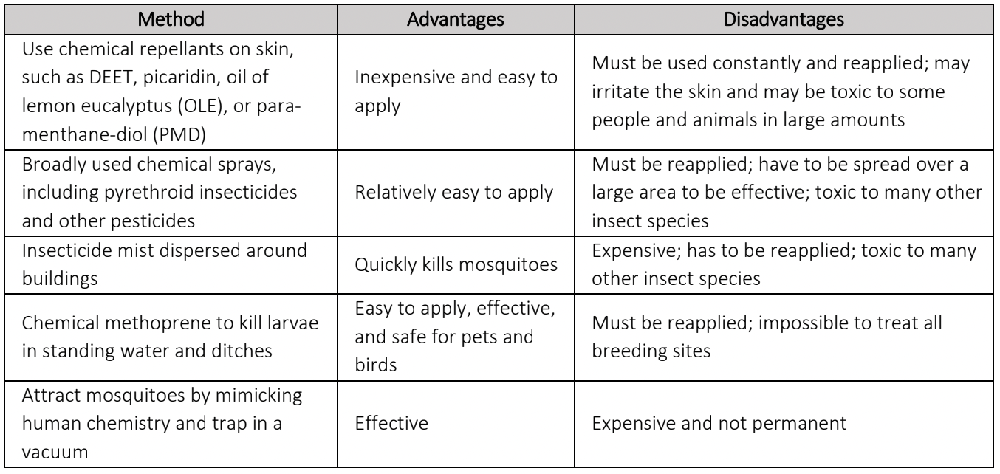 Method Advantages Disadvantages
Use chemical repellants on skin,
such as DEET, picaridin, oil of
lemon eucalyptus (OLE), or para-
menthane-diol (PMD)
Inexpensive and easy to
apply
Must be used constantly and reapplied; may
irritate the skin and may be toxic to some
people and animals in large amounts
Broadly used chemical sprays,
including pyrethroid insecticides
and other pesticides
Relatively easy to apply
Must be reapplied; have to be spread over a
large area to be effective; toxic to many other
insect species
Insecticide mist dispersed around
buildings
Quickly kills mosquitoes
Expensive; has to be reapplied; toxic to many
other insect species
Chemical methoprene to kill larvae
in standing water and ditches
Easy to apply, effective,
and safe for pets and
birds
Must be reapplied; impossible to treat all
breeding sites
Attract mosquitoes by mimicking
human chemistry and trap in a
vacuum
Effective
Expensive and not permanent